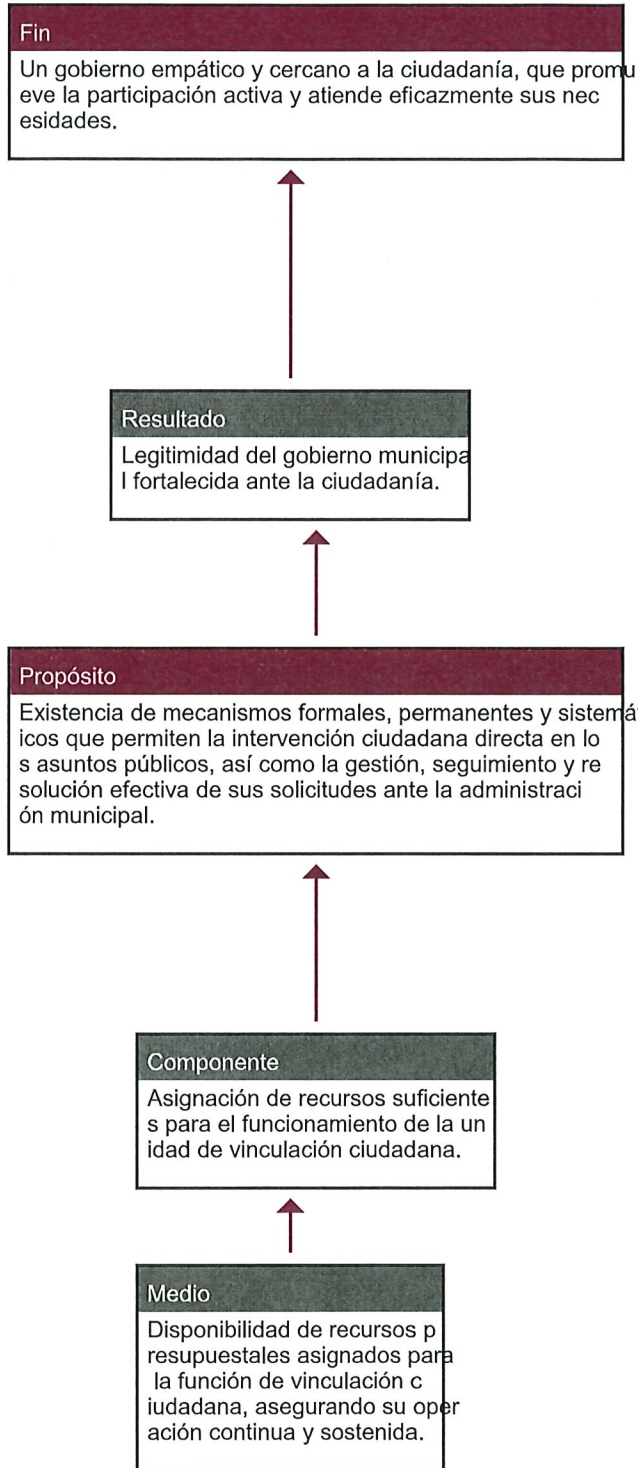 Fin
Un gobierno empático y cercano a la ciudadanía, que promu
eve la participación activa y atiende eficazmente sus nec
esidades.
Resultado
Legitimidad del gobierno municipa
l fortalecida ante la ciudadanía.
Propósito
Existencia de mecanismos formales, permanentes y sistemát
icos que permiten la intervención ciudadana directa en lo
s asuntos públicos, así como la gestión, seguimiento y re
solución efectiva de sus solicitudes ante la administraci
ón municipal.
Componente
Asignación de recursos suficiente
s para el funcionamiento de la un
idad de vinculación ciudadana.
Medio
Disponibilidad de recursos p
resupuestales asignados para
la función de vinculación c
iudadana, asegurando su oper
ación continua y sostenida.